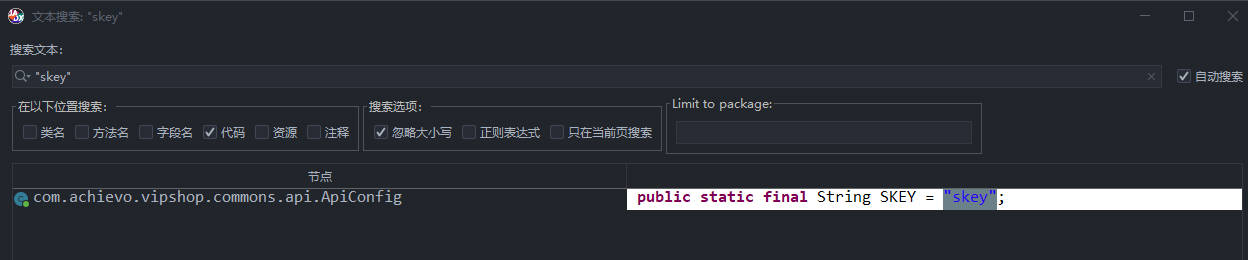 文本搜索: "skey"
搜索文本:
"skey"
自动搜索
在以下位置搜索:
类名 方法名 字段名 代码 资源 注释
搜索选项:
忽略大小写 正则表达式 只在当前页搜索
Limit to package:
节点
com.achievo.vipshop.commons.api.ApiConfig
public static final String SKEY = "skey";